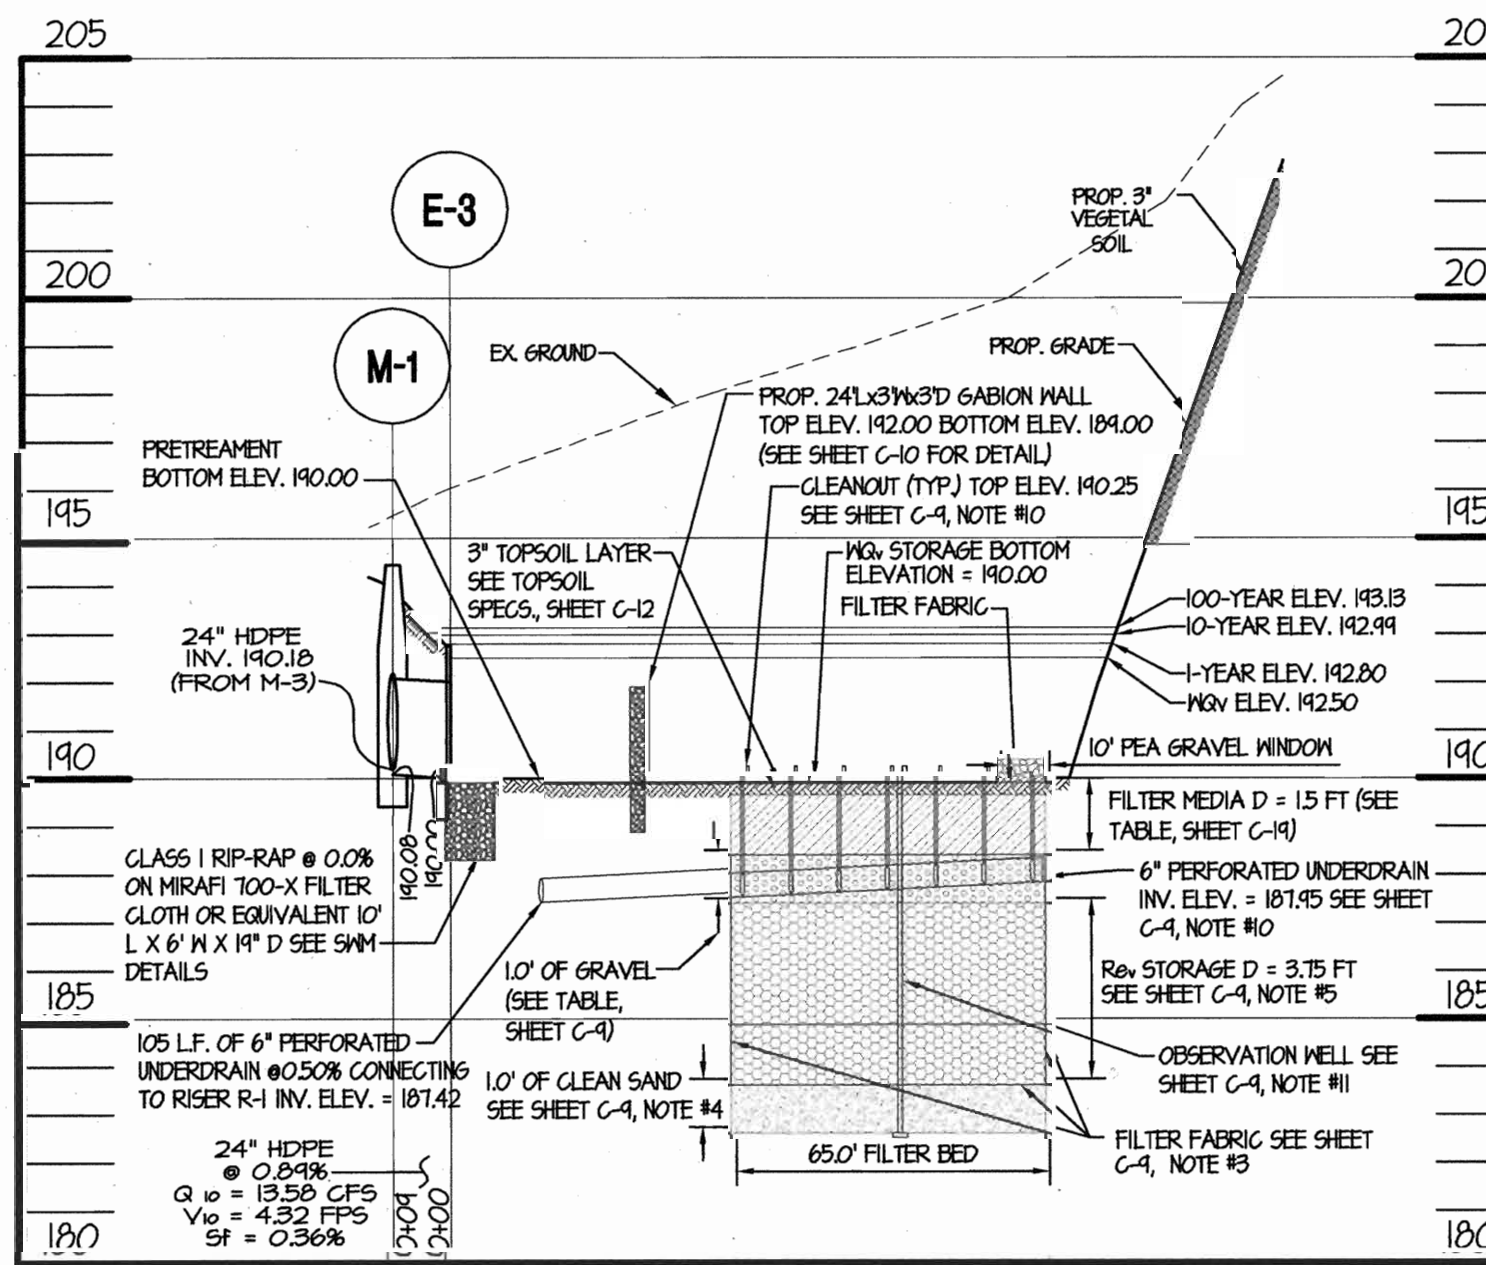 205
20
E-3
PROP. 3"
VEGETAL
SOIL
200
20
M-1
EX. GROUND
PROP. GRADE
PROP. 24'Lx3'Wx3'D GABION WALL
TOP ELEV. 192.00 BOTTOM ELEV. 189.00
(SEE SHEET C-10 FOR DETAIL)
PRETREAMENT
BOTTOM ELEV. 190.00
CLEANOUT (TYP.) TOP ELEV. 190.25
SEE SHEET C-9, NOTE #10
195
195
3" TOPSOIL LAYER
SEE TOPSOIL
SPECS., SHEET C-12
WQv STORAGE BOTTOM
ELEVATION = 190.00
FILTER FABRIC
100-YEAR ELEV. 193.13
10-YEAR ELEV. 192.99
1-YEAR ELEV. 192.80
WQv ELEV. 192.50
24" HDPE
INV. 190.18
(FROM M-3)
190
10' PEA GRAVEL WINDOW
190
FILTER MEDIA D = 1.5 FT (SEE
TABLE, SHEET C-19)
190.08
190.00
CLASS I RIP-RAP @ 0.0%
ON MIRAFI 700-X FILTER
CLOTH OR EQUIVALENT 10'
L X 6' W X 19" D SEE SWM
DETAILS
6" PERFORATED UNDERDRAIN
INV. ELEV. = 187.95 SEE SHEET
C-9, NOTE #10
1.0' OF GRAVEL
(SEE TABLE,
SHEET C-9)
Rev STORAGE D = 3.75 FT
SEE SHEET C-9, NOTE #5
185
185
105 L.F. OF 6" PERFORATED
UNDERDRAIN @0.50% CONNECTING
TO RISER R-1 INV. ELEV. = 187.42
1.0' OF CLEAN SAND
SEE SHEET C-9, NOTE #4
OBSERVATION WELL SEE
SHEET C-9, NOTE #11
FILTER FABRIC SEE SHEET
C-9, NOTE #3
65.0' FILTER BED
24" HDPE
@ 0.89%
Q 10 = 13.58 CFS
V10 = 4.32 FPS
Sf = 0.36%
0+09
0+00
180
180